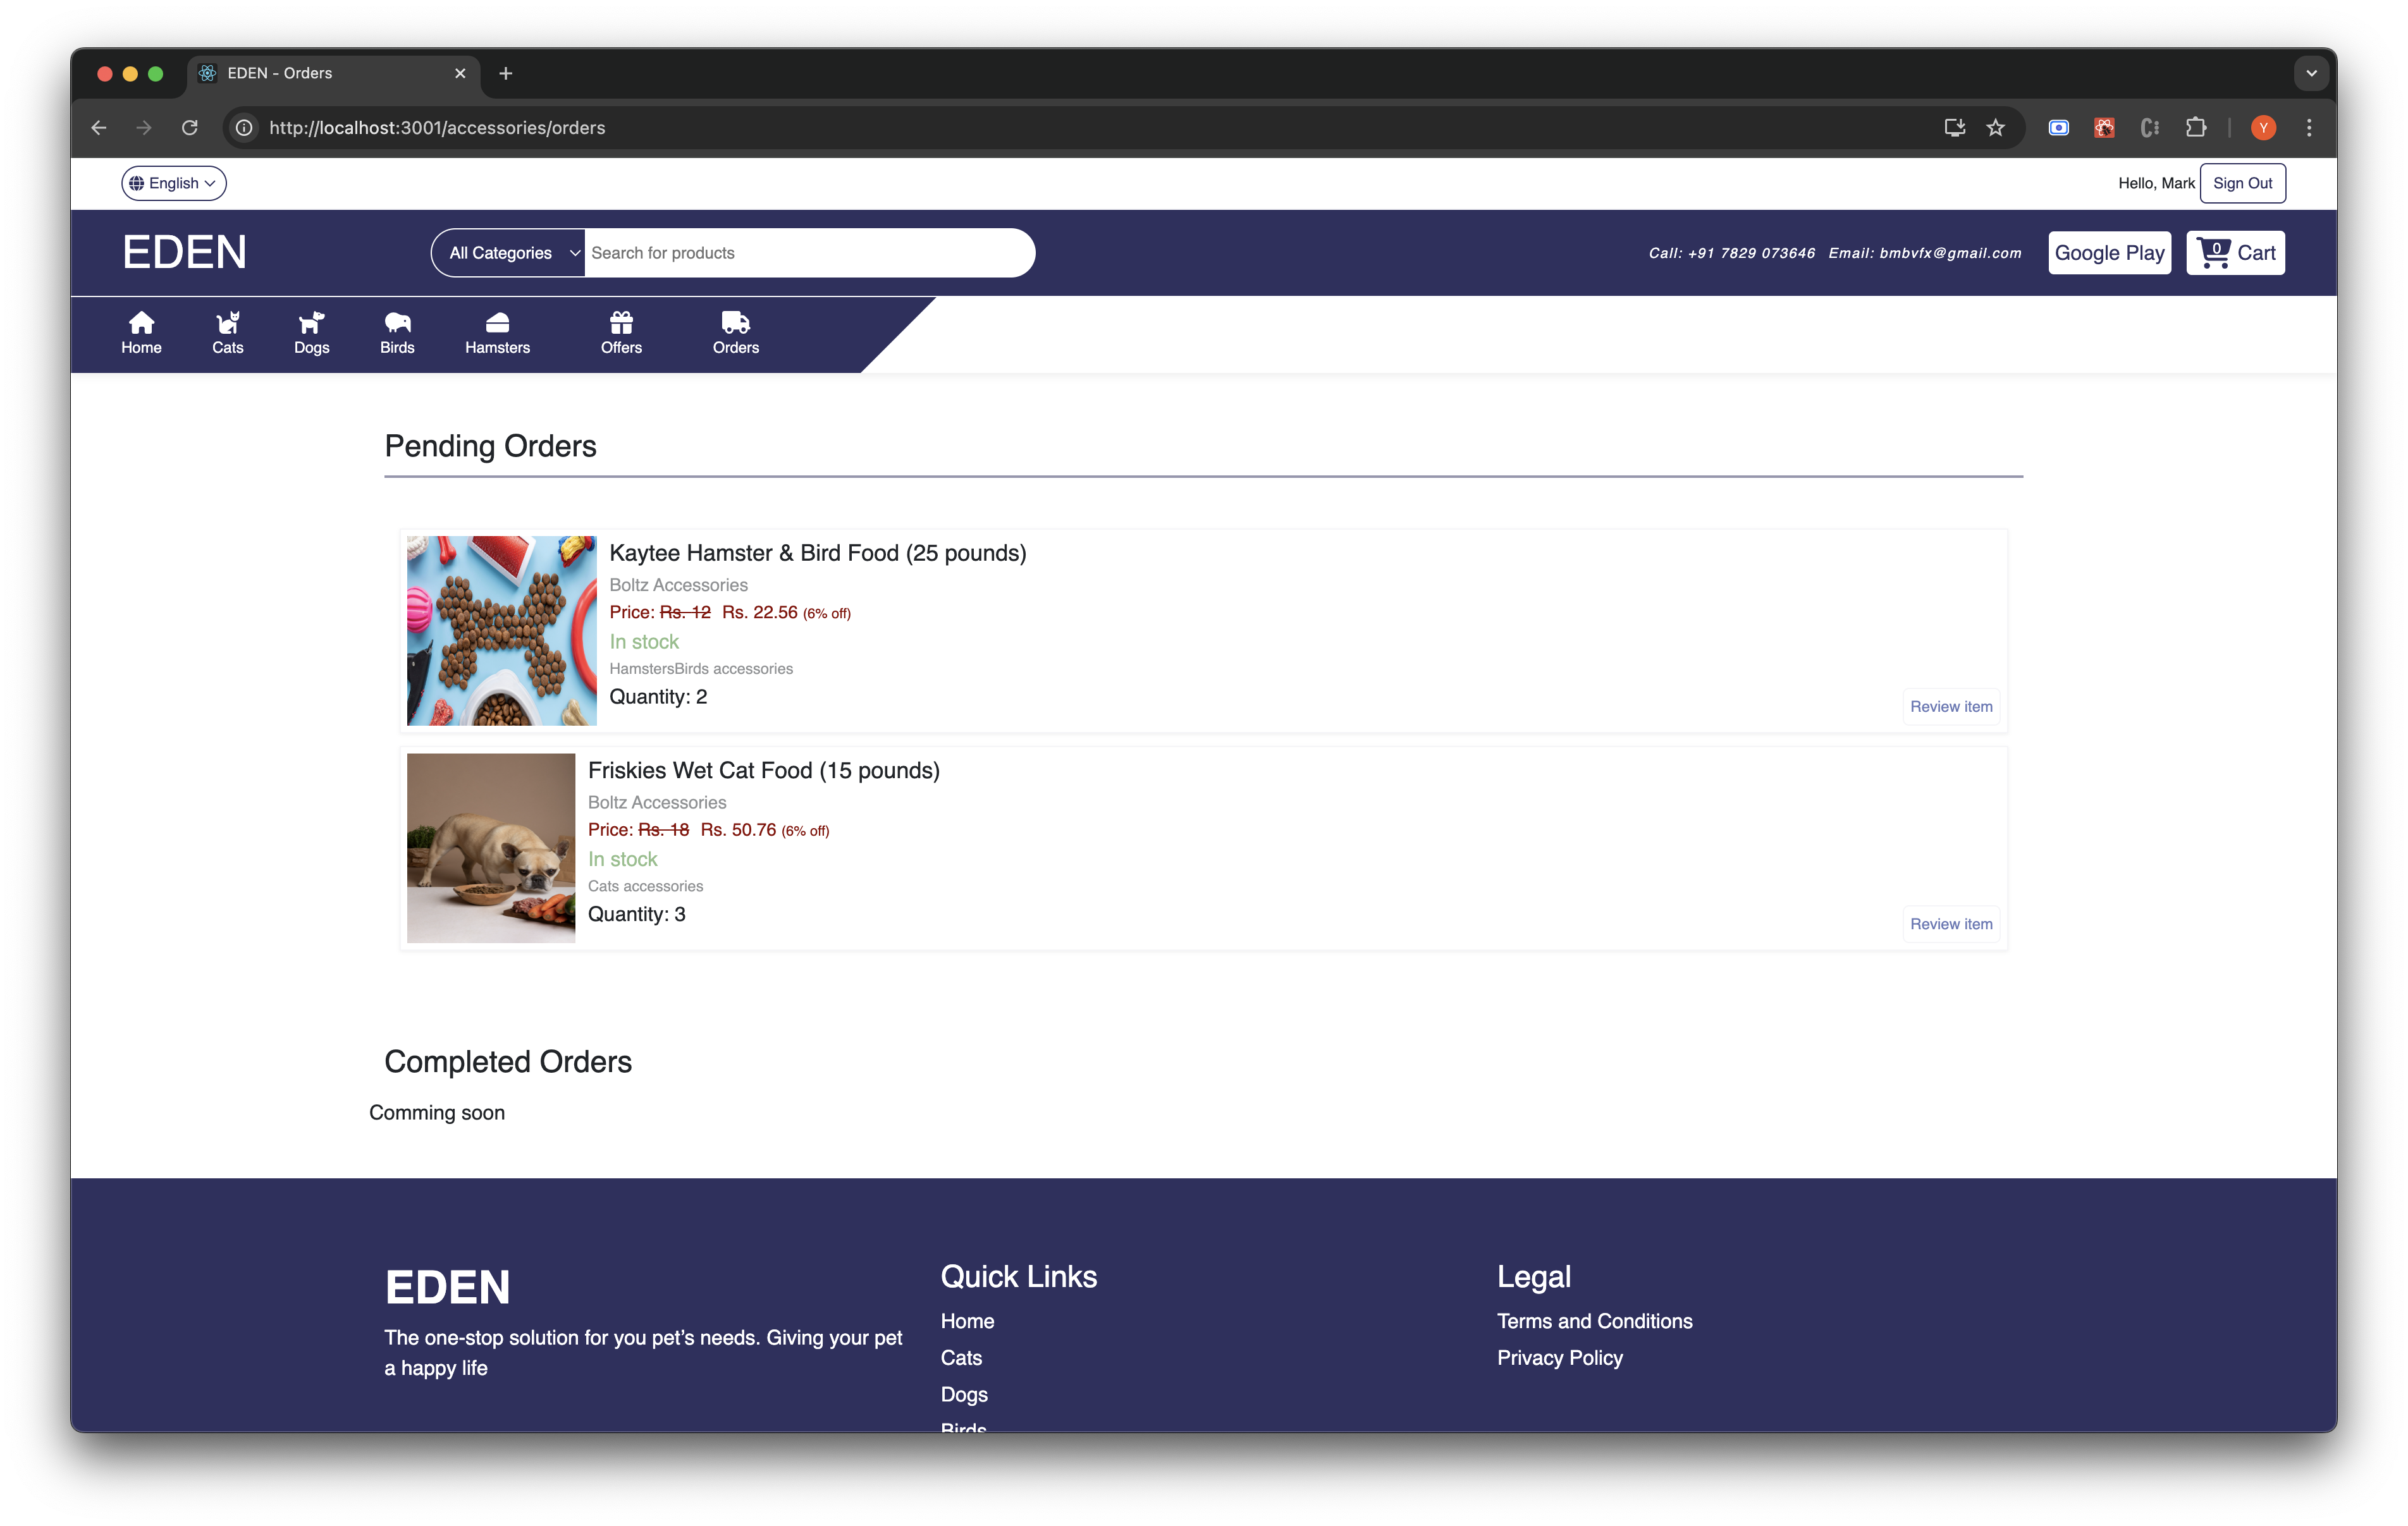 EDEN - Orders
http://localhost:3001/accessories/orders
Y
English
Hello, Mark
Sign Out
EDEN
All Categories
Search for products
Call: +91 7829 073646
Email: bmbvfx@gmail.com
Google Play
0
Cart
Home
Cats
Dogs
Birds
Hamsters
Offers
Orders
Pending Orders
Kaytee Hamster & Bird Food (25 pounds)
Boltz Accessories
Price: Rs. 12 Rs. 22.56 (6% off)
In stock
HamstersBirds accessories
Quantity: 2
Review item
Friskies Wet Cat Food (15 pounds)
Boltz Accessories
Price: Rs. 18 Rs. 50.76 (6% off)
In stock
Cats accessories
Quantity: 3
Review item
Completed Orders
Comming soon
EDEN
The one-stop solution for you pet’s needs. Giving your pet
a happy life
Quick Links
Home
Cats
Dogs
Birds
Legal
Terms and Conditions
Privacy Policy